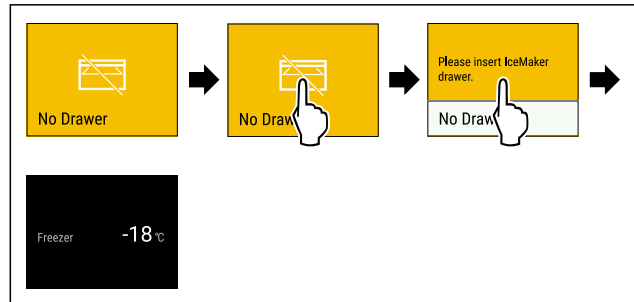 No Drawer
No Draw
Please insert IceMaker
drawer.
No Draw
Freezer -18 °C